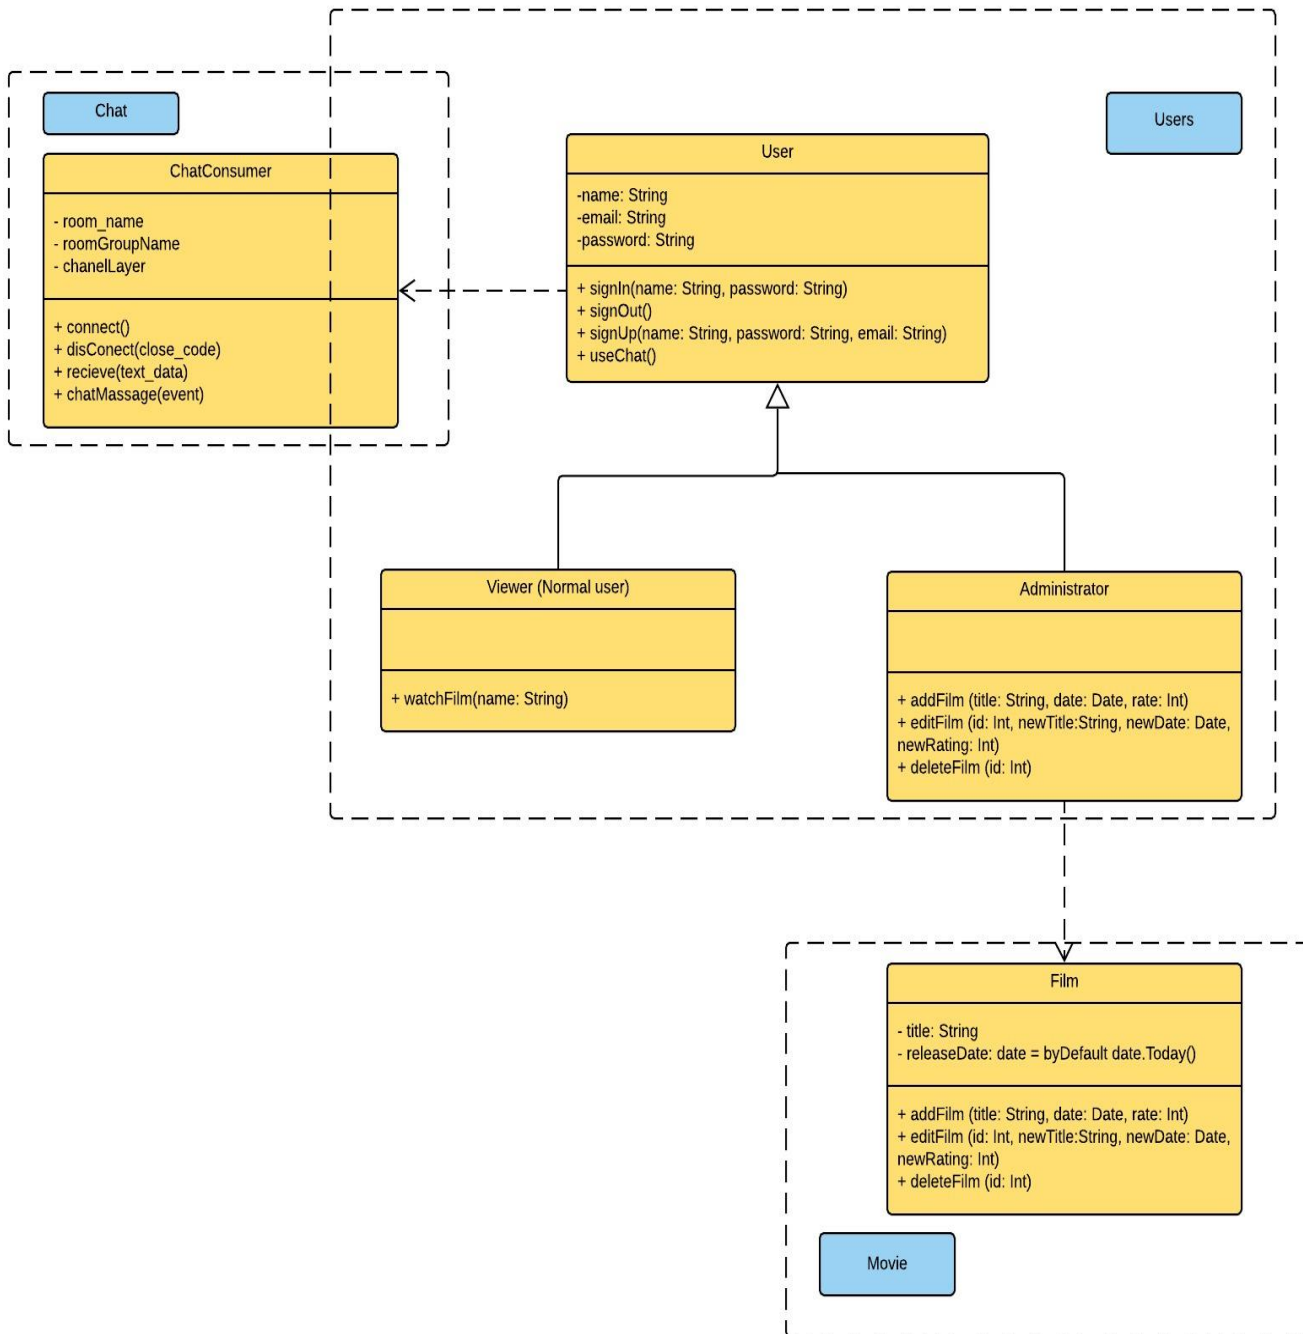 Chat
Users
ChatConsumer
- room_name
- roomGroupName
- chanelLayer
+ connect()
+ disConect(close_code)
+ recieve(text_data)
+ chatMassage(event)
User
-name: String
-email: String
-password: String
+ signIn(name: String, password: String)
+ signOut()
+ signUp(name: String, password: String, email: String)
+ useChat()
Viewer (Normal user)
+ watchFilm(name: String)
Administrator
+ addFilm (title: String, date: Date, rate: Int)
+ editFilm (id: Int, newTitle:String, newDate: Date,
newRating: Int)
+ deleteFilm (id: Int)
Film
- title: String
- releaseDate: date = byDefault date.Today()
+ addFilm (title: String, date: Date, rate: Int)
+ editFilm (id: Int, newTitle:String, newDate: Date,
newRating: Int)
+ deleteFilm (id: Int)
Movie